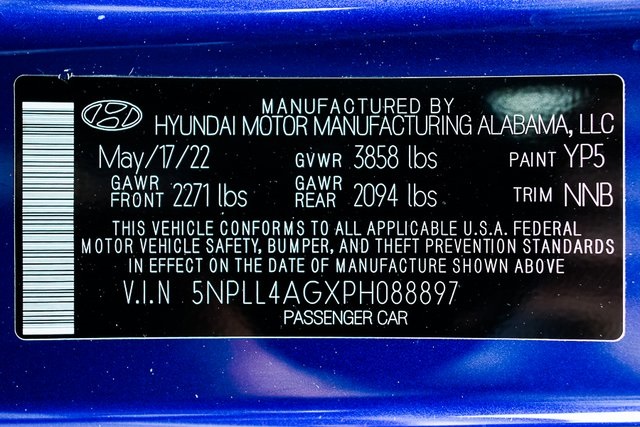 MANUFACTURED BY
HYUNDAI MOTOR MANUFACTURING ALABAMA, LLC
May/17/22 GVWR 3858 lbs PAINT YP5
GAWR FRONT 2271 lbs GAWR REAR 2094 lbs TRIM NNB
THIS VEHICLE CONFORMS TO ALL APPLICABLE U.S.A. FEDERAL
MOTOR VEHICLE SAFETY, BUMPER, AND THEFT PREVENTION STANDARDS
IN EFFECT ON THE DATE OF MANUFACTURE SHOWN ABOVE
V.I.N 5NPLL4AGXPH088897
PASSENGER CAR